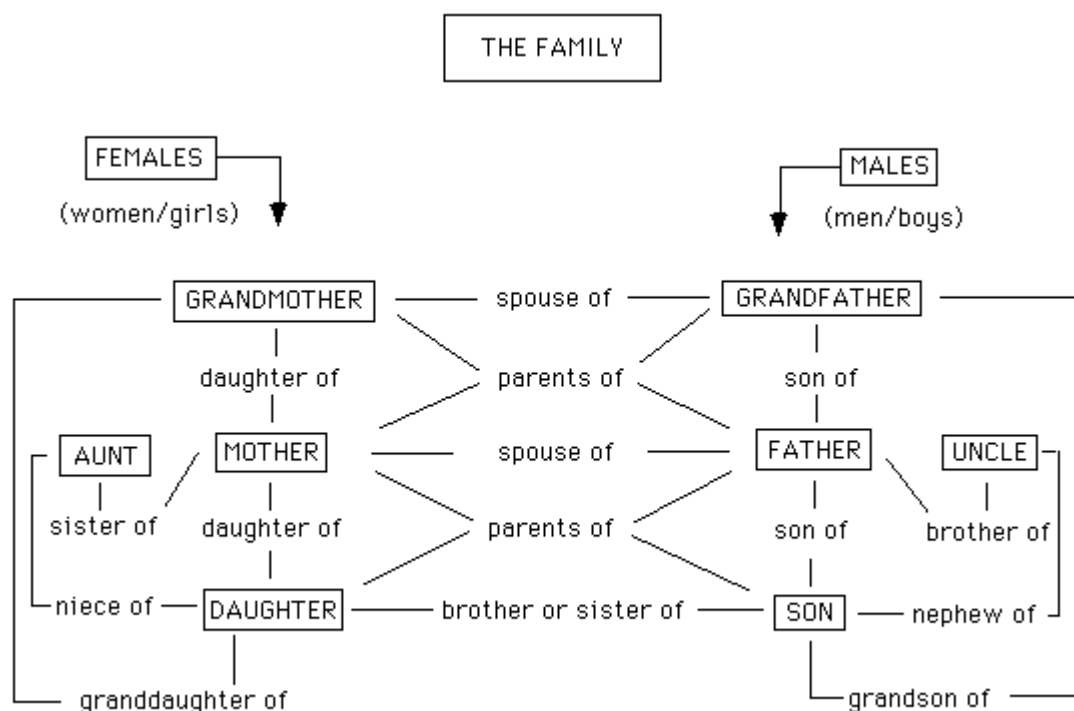 THE FAMILY
FEMALES
MALES
(women/girls)
(men/boys)
GRANDMOTHER spouse of GRANDFATHER
daughter of parents of son of
AUNT MOTHER spouse of FATHER UNCLE
sister of daughter of parents of son of brother of
niece of DAUGHTER brother or sister of SON nephew of
granddaughter of grandson of